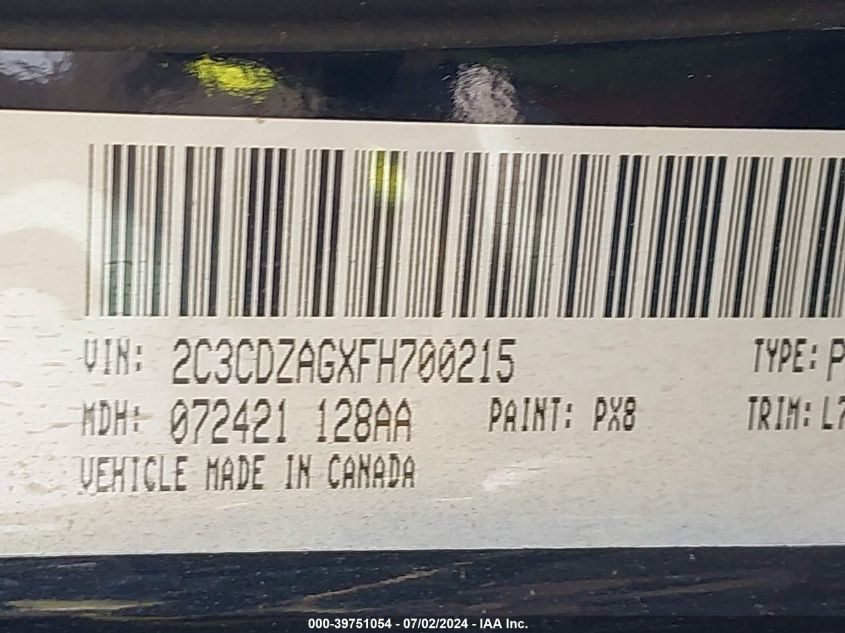 VIN: 2C3CDZAGXFH700215 TYPE: P
MDH: 072421 128AA PAINT: PX8 TRIM: L7
VEHICLE MADE IN CANADA
000-39751054 - 07/02/2024 - IAA Inc.